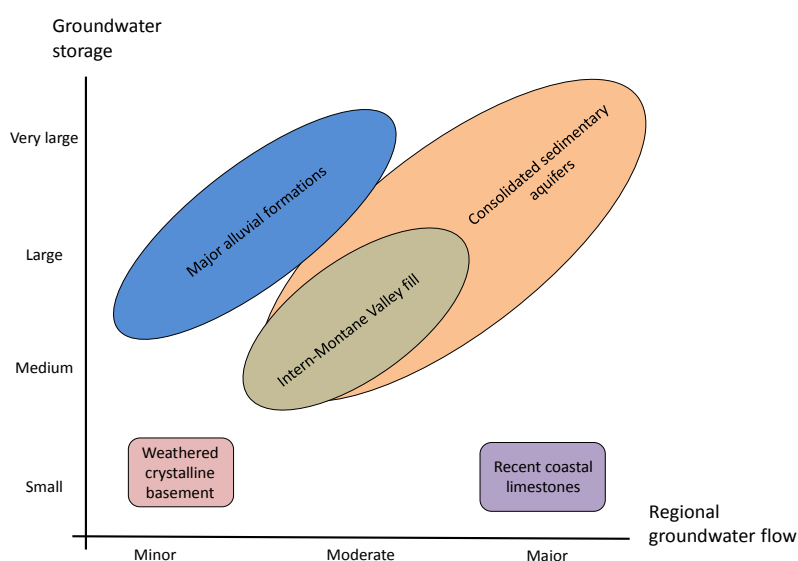 Groundwater
storage
Very large
Large
Medium
Small
Major alluvial formations
Consolidated sedimentary
aquifers
Intern-Montane Valley fill
Weathered
crystalline
basement
Recent coastal
limestones
Regional
groundwater flow
Minor
Moderate
Major